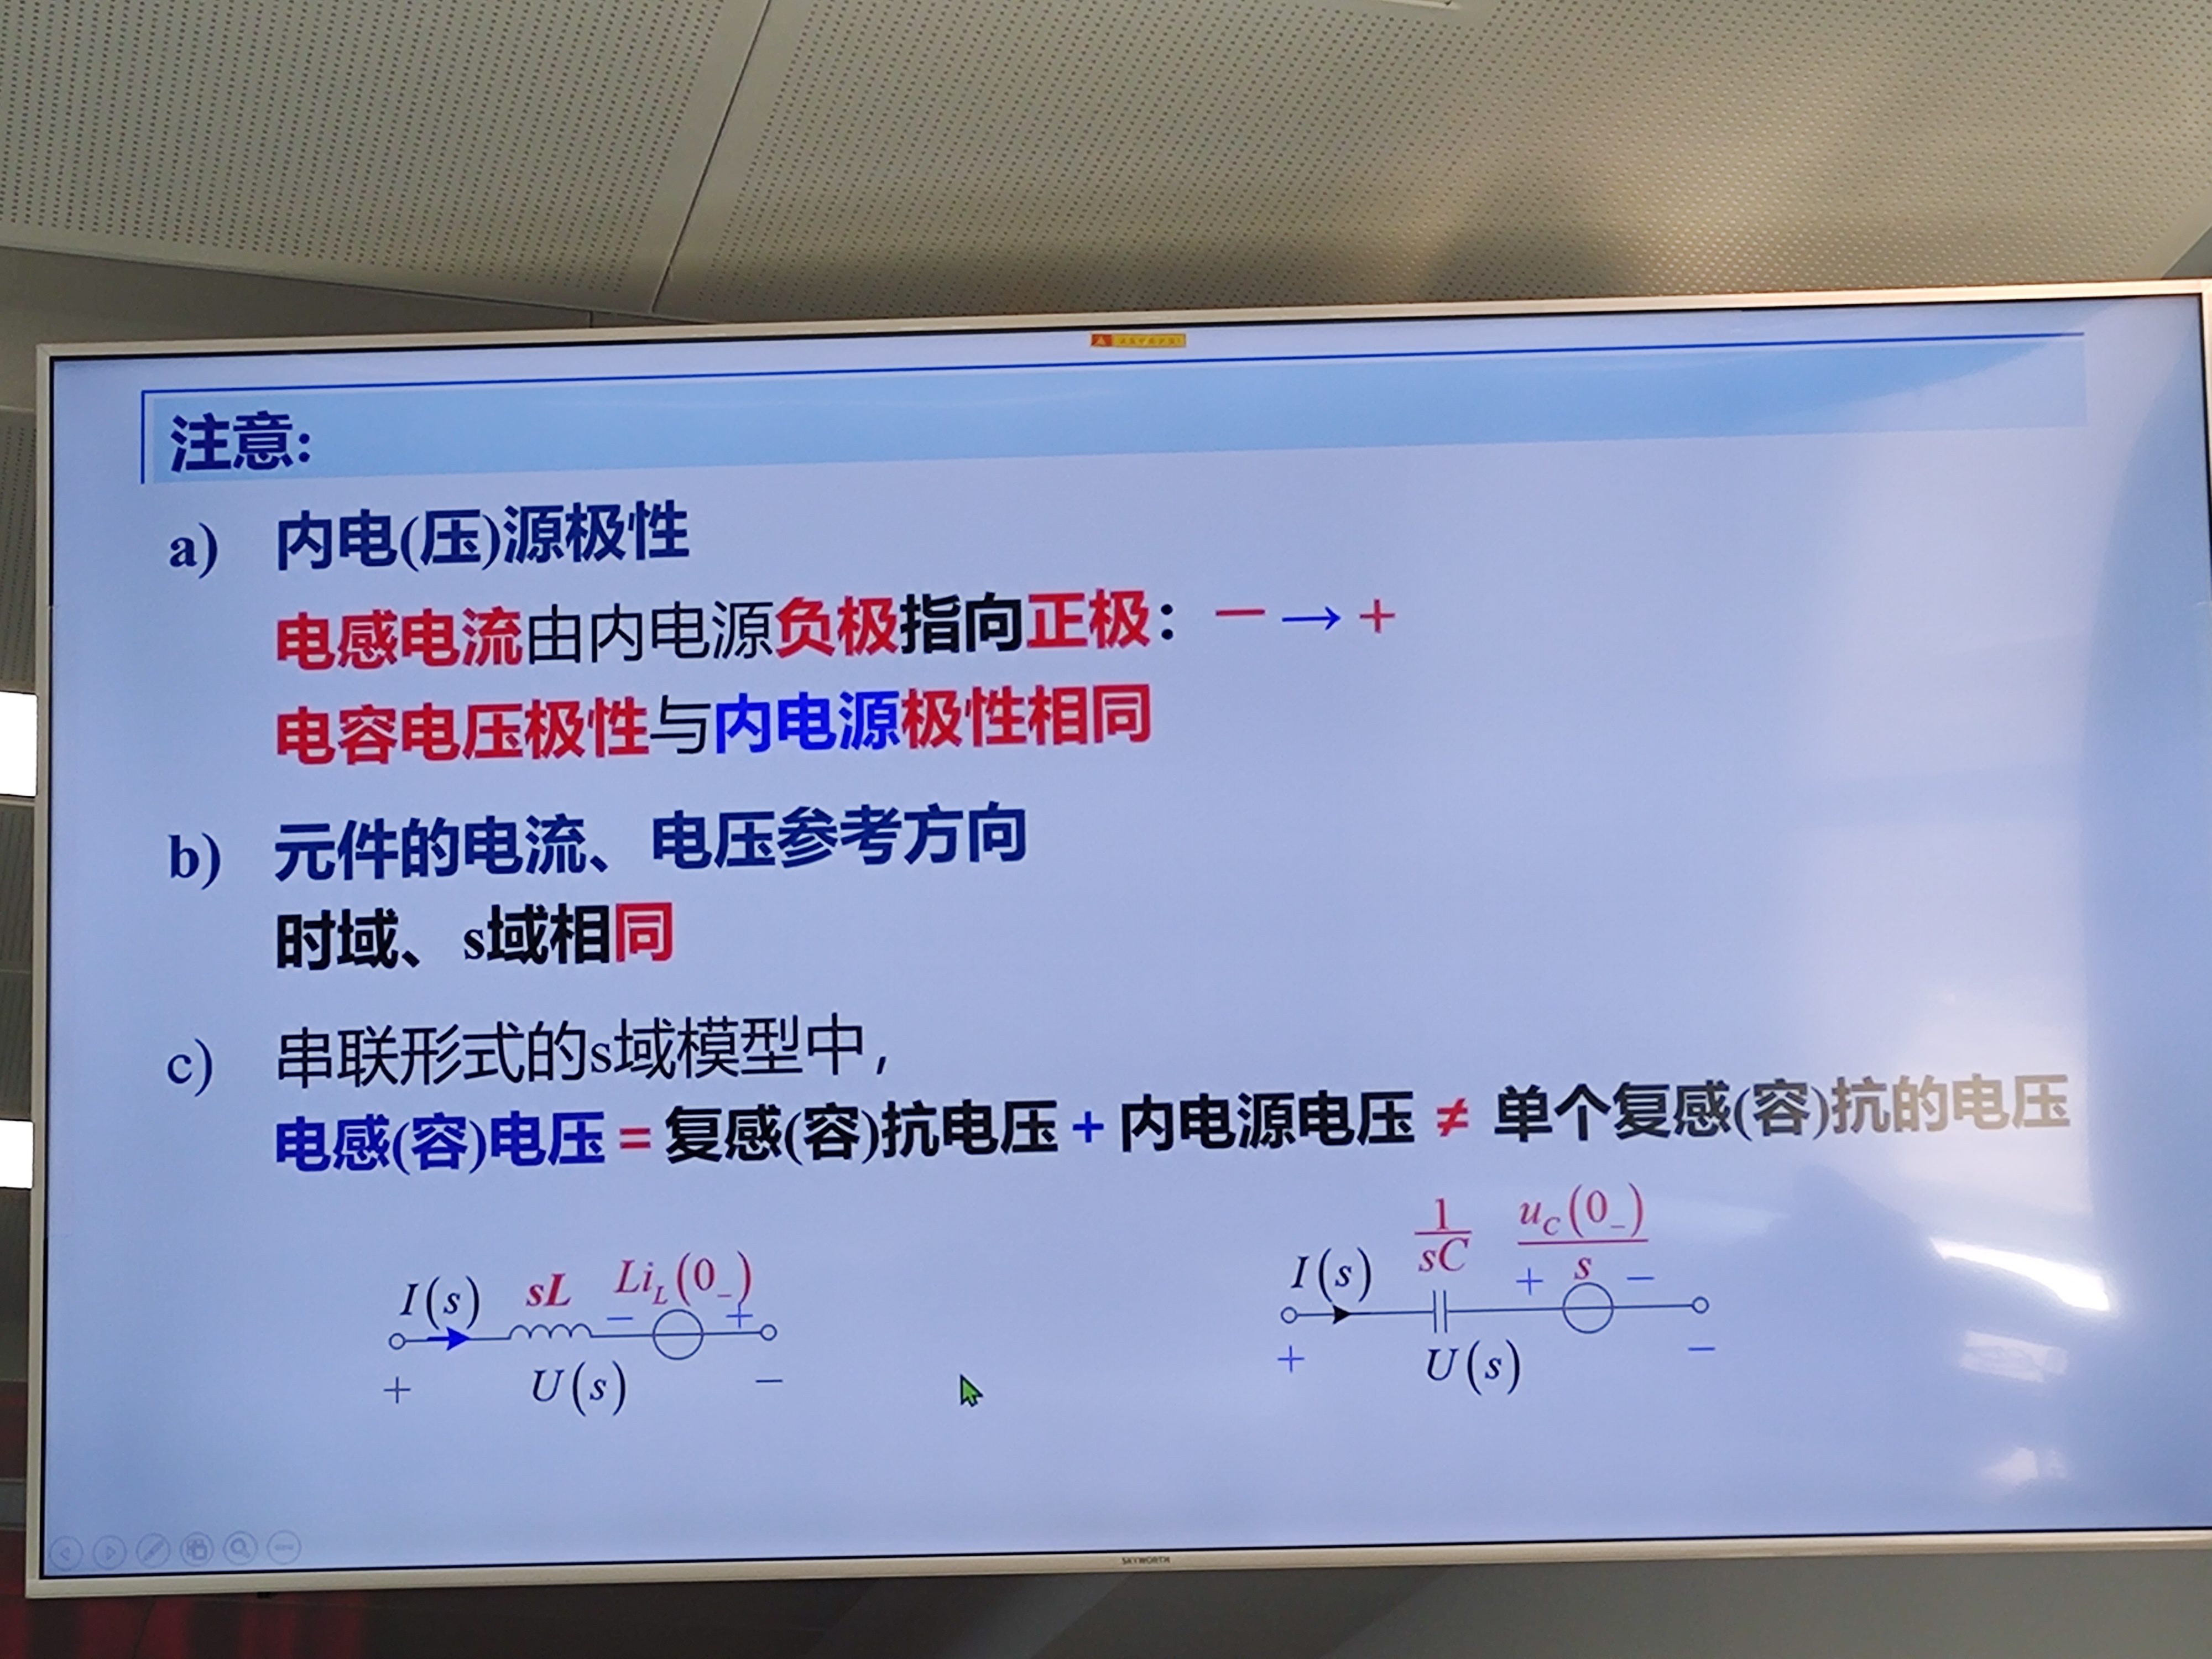 注意:
a) 内电(压)源极性
电感电流由内电源负极指向正极：－→+
电容电压极性与内电源极性相同
b) 元件的电流、电压参考方向
时域、s域相同
c) 串联形式的s域模型中，
电感(容)电压=复感(容)抗电压+内电源电压≠单个复感(容)抗的电压
I(s) sL Li_L(0_)
− +
+ U(s) −
I(s) 1/sC u_C(0_)/s
+ −
+ U(s) −
SKYWORTH